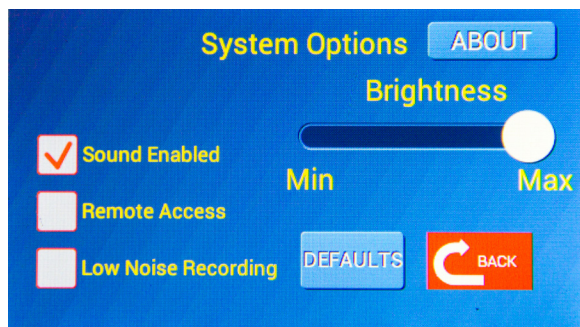 System Options ABOUT
Brightness
Sound Enabled
Min Max
Remote Access
Low Noise Recording
DEFAULTS BACK